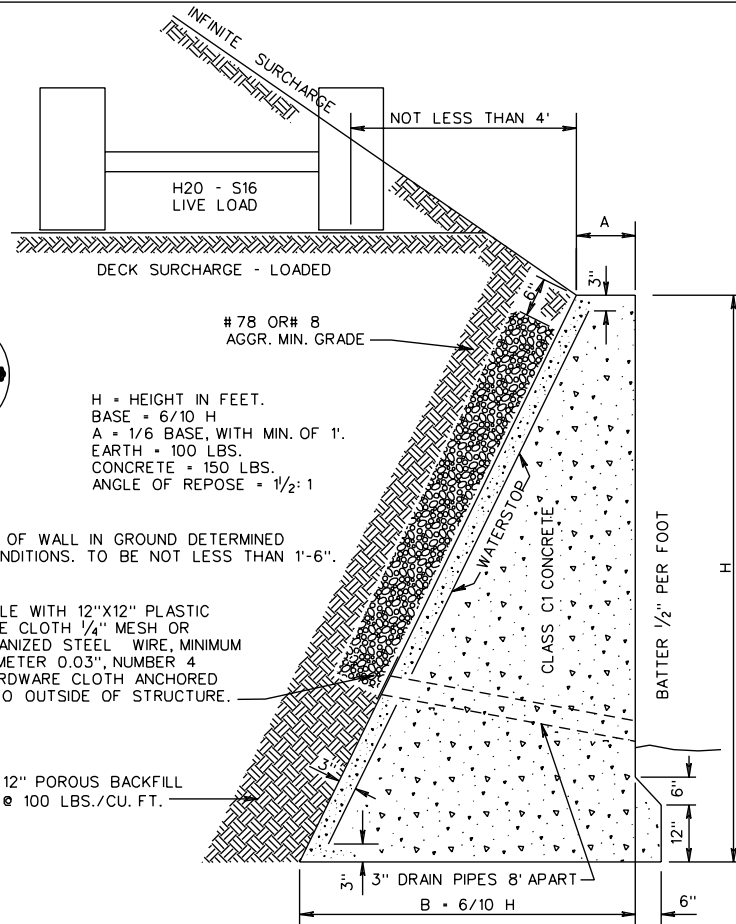 INFINITE SURCHARGE
NOT LESS THAN 4'
H20 - S16
LIVE LOAD
A
3"
DECK SURCHARGE - LOADED
6"
# 78 OR # 8
AGGR. MIN. GRADE
H = HEIGHT IN FEET.
BASE = 6/10 H
A = 1/6 BASE, WITH MIN. OF 1'.
EARTH = 100 LBS.
CONCRETE = 150 LBS.
ANGLE OF REPOSE = 1½: 1
WATERSTOP
CLASS C1 CONCRETE
BATTER ½" PER FOOT
H
OF WALL IN GROUND DETERMINED
NDITIONS. TO BE NOT LESS THAN 1'-6".
LE WITH 12"X12" PLASTIC
E CLOTH ¼" MESH OR
ANIZED STEEL WIRE, MINIMUM
METER 0.03", NUMBER 4
RDWARE CLOTH ANCHORED
O OUTSIDE OF STRUCTURE.
3"
12" POROUS BACKFILL
@ 100 LBS./CU. FT.
6"
12"
3"
3" DRAIN PIPES 8' APART
B = 6/10 H
6"